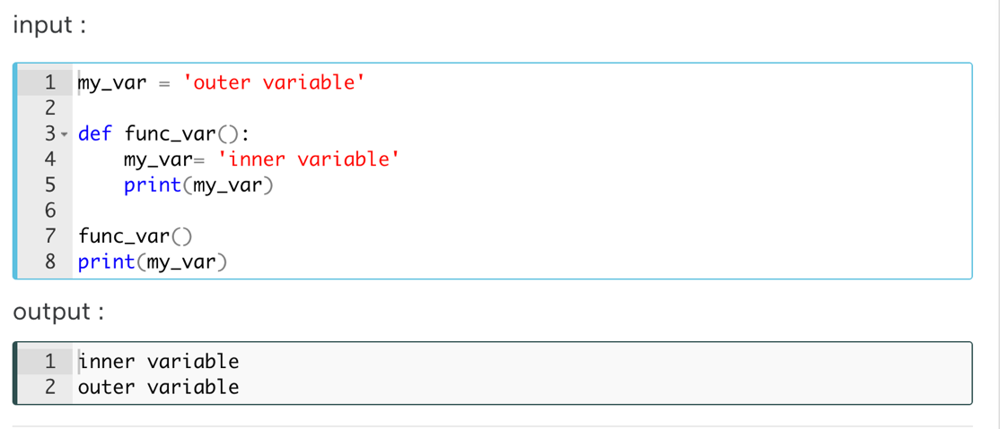 input :
1 my_var = 'outer variable'
2
3 def func_var():
4     my_var= 'inner variable'
5     print(my_var)
6
7 func_var()
8 print(my_var)
output :
1 inner variable
2 outer variable